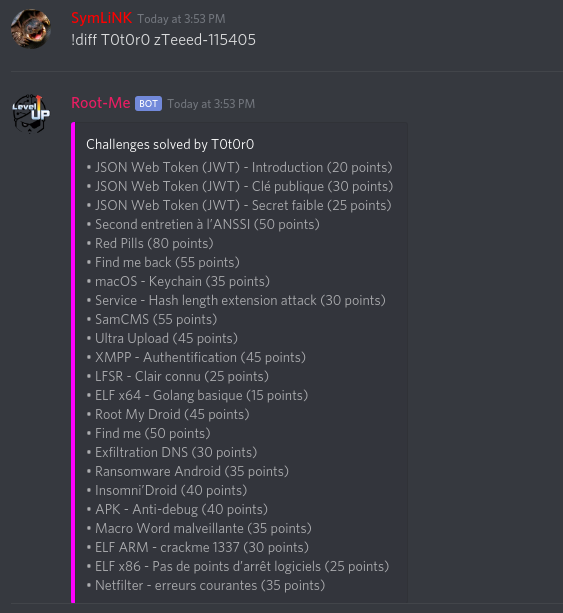 SymLiNK Today at 3:53 PM
!diff T0t0r0 zTeeed-115405
Level UP
Root-Me BOT Today at 3:53 PM
Challenges solved by T0t0r0
• JSON Web Token (JWT) - Introduction (20 points)
• JSON Web Token (JWT) - Clé publique (30 points)
• JSON Web Token (JWT) - Secret faible (25 points)
• Second entretien à l’ANSSI (50 points)
• Red Pills (80 points)
• Find me back (55 points)
• macOS - Keychain (35 points)
• Service - Hash length extension attack (30 points)
• SamCMS (55 points)
• Ultra Upload (45 points)
• XMPP - Authentification (45 points)
• LFSR - Clair connu (25 points)
• ELF x64 - Golang basique (15 points)
• Root My Droid (45 points)
• Find me (50 points)
• Exfiltration DNS (30 points)
• Ransomware Android (35 points)
• Insomni’Droid (40 points)
• APK - Anti-debug (40 points)
• Macro Word malveillante (35 points)
• ELF ARM - crackme 1337 (30 points)
• ELF x86 - Pas de points d’arrêt logiciels (25 points)
• Netfilter - erreurs courantes (35 points)